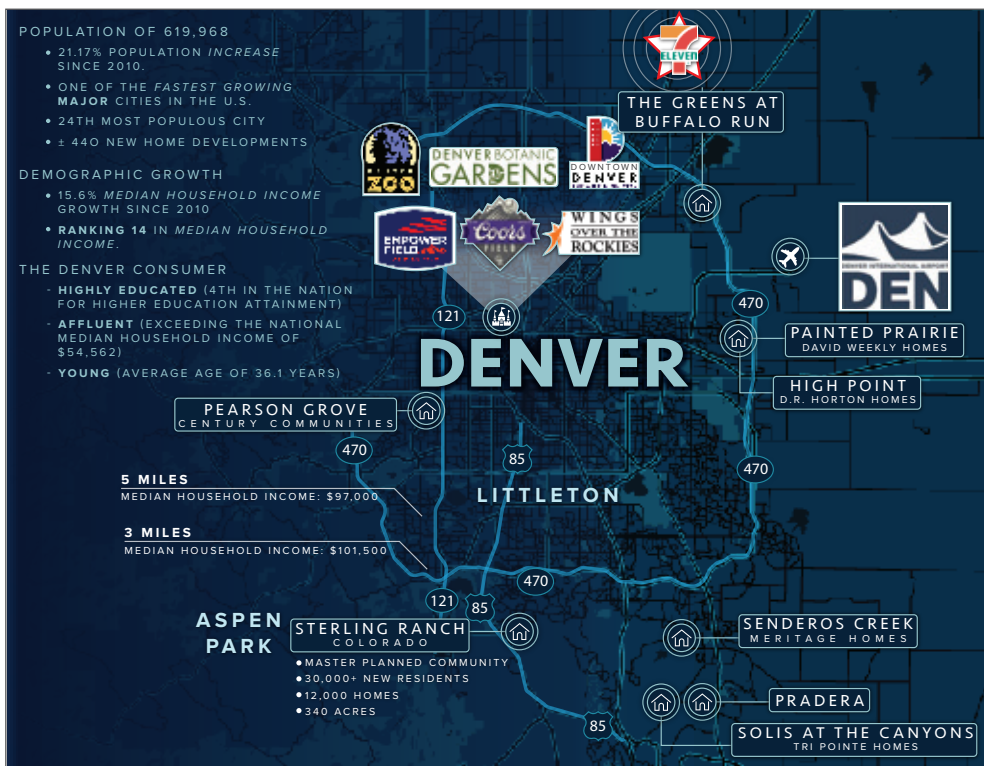 POPULATION OF 619,968
• 21.17% POPULATION INCREASE
SINCE 2010.
• ONE OF THE FASTEST GROWING
MAJOR CITIES IN THE U.S.
• 24TH MOST POPULOUS CITY
• ± 440 NEW HOME DEVELOPMENTS
DEMOGRAPHIC GROWTH
• 15.6% MEDIAN HOUSEHOLD INCOME
GROWTH SINCE 2010
• RANKING 14 IN MEDIAN HOUSEHOLD
INCOME.
THE DENVER CONSUMER
- HIGHLY EDUCATED (4TH IN THE NATION
FOR HIGHER EDUCATION ATTAINMENT)
- AFFLUENT (EXCEEDING THE NATIONAL
MEDIAN HOUSEHOLD INCOME OF
$54,562)
- YOUNG (AVERAGE AGE OF 36.1 YEARS)
7
ELEVEN
THE GREENS AT
BUFFALO RUN
ZOO
DENVER BOTANIC
GARDENS
DOWNTOWN
DENVER
EMPOWER
FIELD
Coors
FIELD
WINGS
OVER THE
ROCKIES
DENVER INTERNATIONAL AIRPORT
DEN
121
470
DENVER
PAINTED PRAIRIE
DAVID WEEKLY HOMES
HIGH POINT
D.R. HORTON HOMES
PEARSON GROVE
CENTURY COMMUNITIES
470
85
470
5 MILES
MEDIAN HOUSEHOLD INCOME: $97,000
LITTLETON
3 MILES
MEDIAN HOUSEHOLD INCOME: $101,500
470
121
85
ASPEN
PARK
STERLING RANCH
COLORADO
• MASTER PLANNED COMMUNITY
• 30,000+ NEW RESIDENTS
• 12,000 HOMES
• 340 ACRES
SENDEROS CREEK
MERITAGE HOMES
PRADERA
85
SOLIS AT THE CANYONS
TRI POINTE HOMES